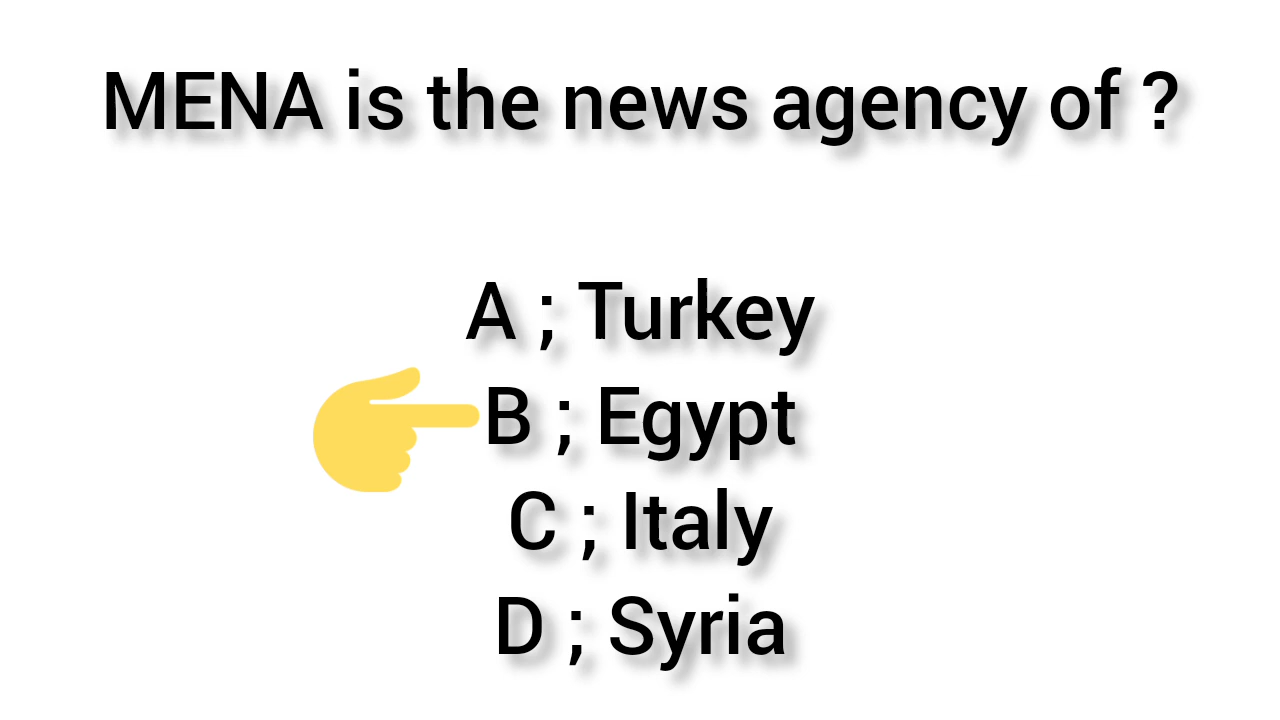 MENA is the news agency of ?
A ; Turkey
B ; Egypt
C ; Italy
D ; Syria